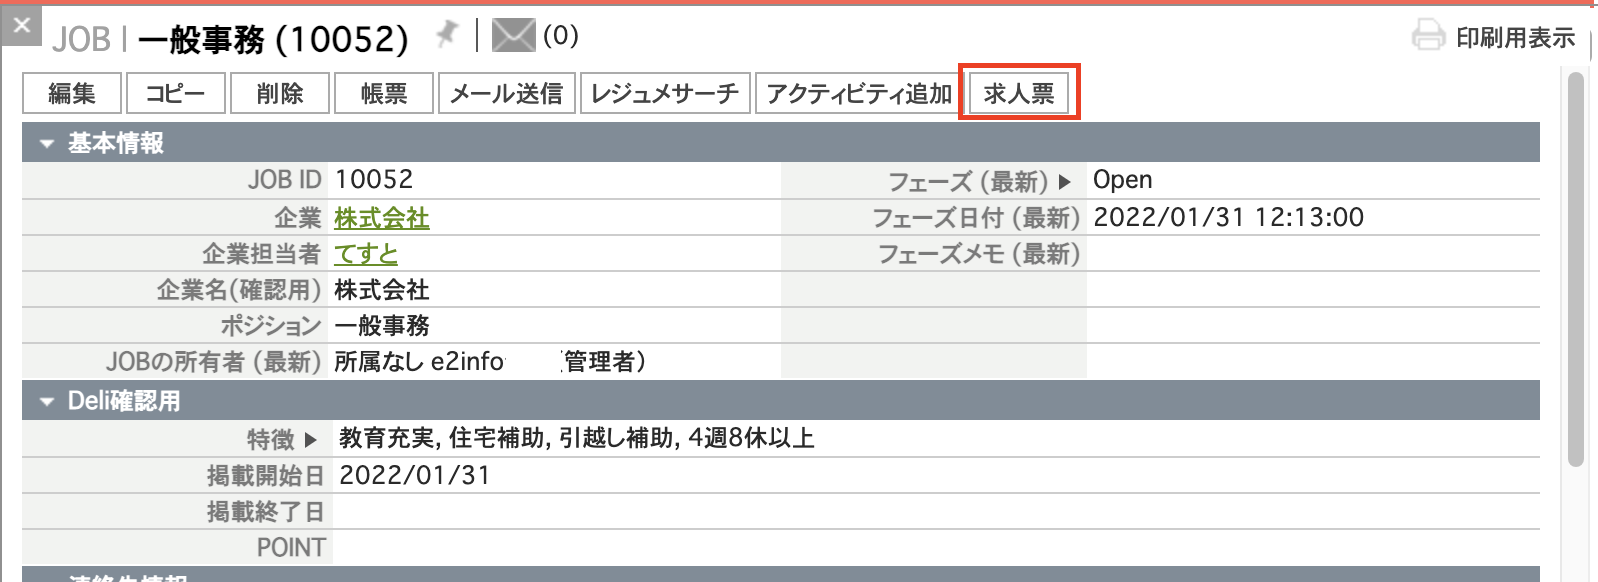 JOB | 一般事務 (10052) (0) 印刷用表示
編集 コピー 削除 帳票 メール送信 レジュメサーチ アクティビティ追加 求人票
基本情報
JOB ID 10052 フェーズ (最新) Open
企業 株式会社 フェーズ日付 (最新) 2022/01/31 12:13:00
企業担当者 てすと フェーズメモ (最新)
企業名(確認用) 株式会社
ポジション 一般事務
JOBの所有者 (最新) 所属なし e2info 管理者)
Deli確認用
特徴 教育充実, 住宅補助, 引越し補助, 4週8休以上
掲載開始日 2022/01/31
掲載終了日
POINT
連絡先情報